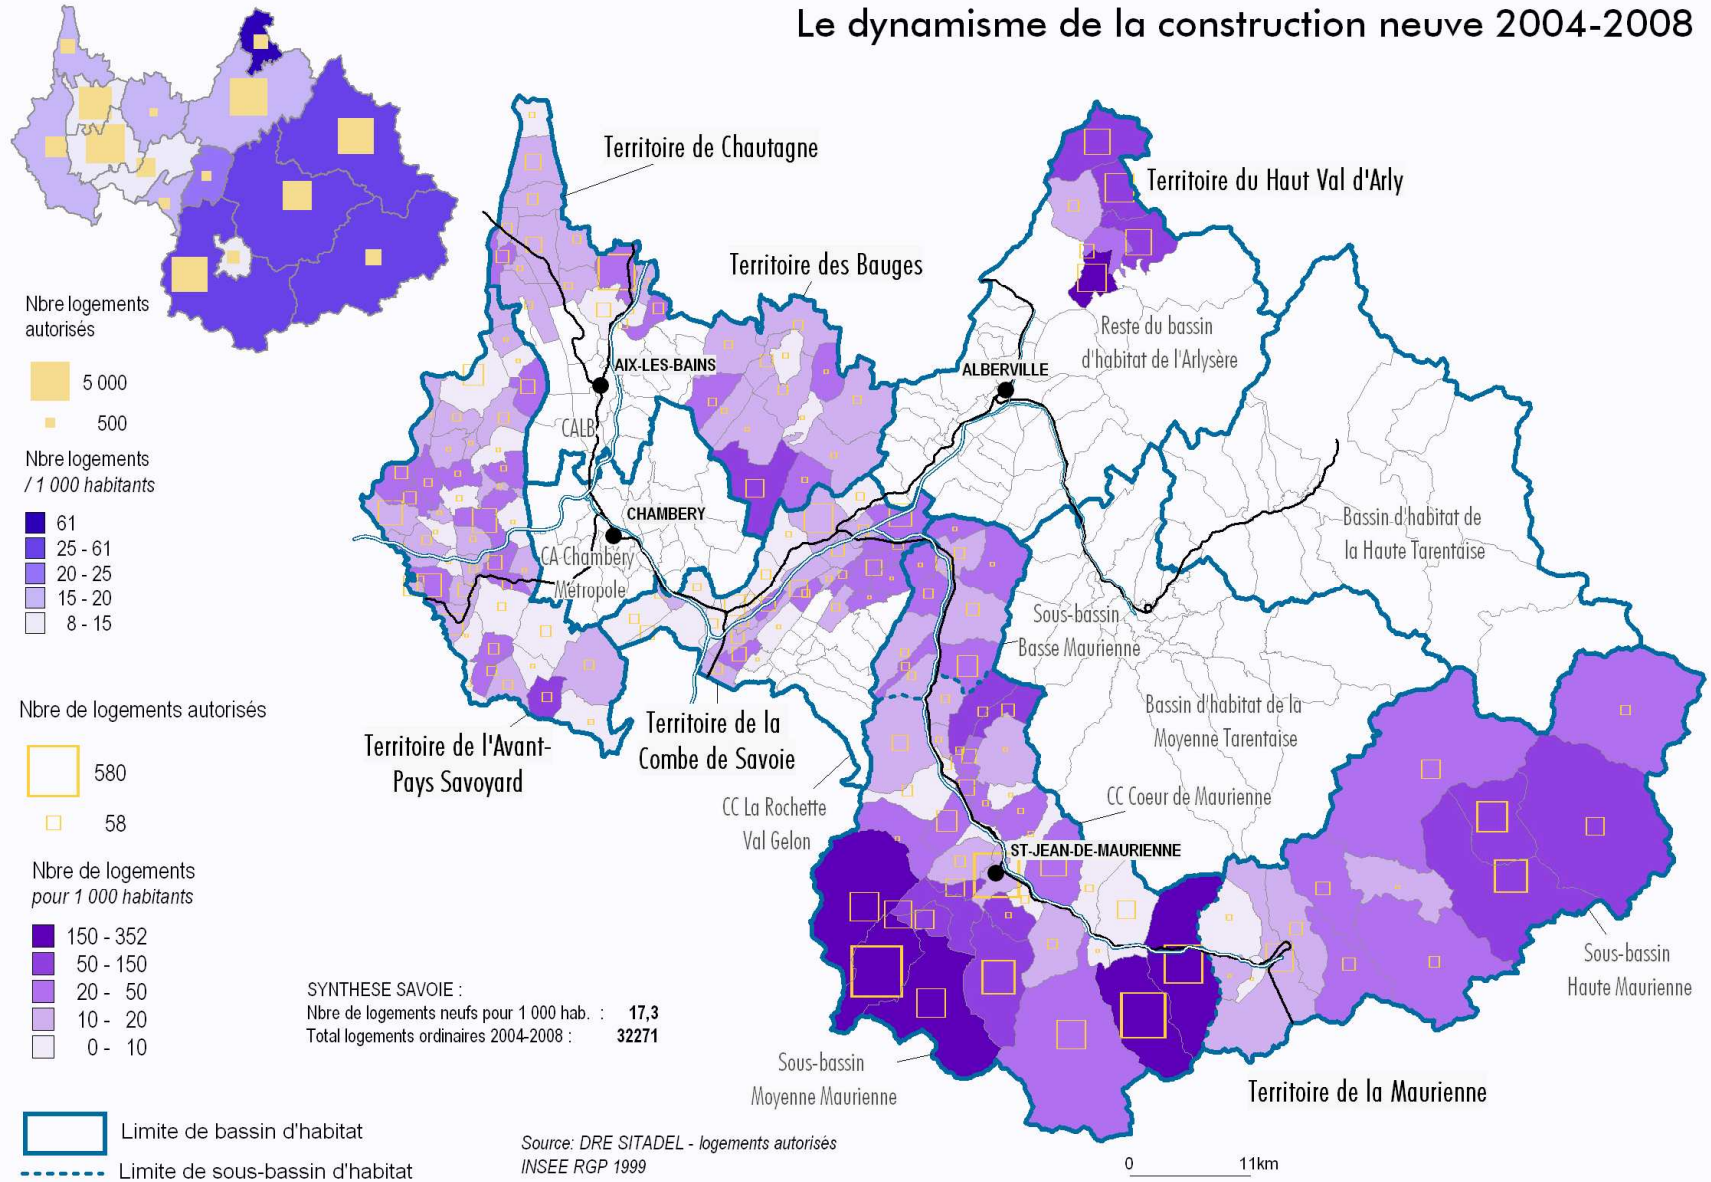 Le dynamisme de la construction neuve 2004-2008
Nbre logements
autorisés
5 000
500
Nbre logements
/ 1 000 habitants
61
25 - 61
20 - 25
15 - 20
8 - 15
Nbre de logements autorisés
580
58
Nbre de logements
pour 1 000 habitants
150 - 352
50 - 150
20 - 50
10 - 20
0 - 10
Limite de bassin d'habitat
Limite de sous-bassin d'habitat
SYNTHESE SAVOIE :
Nbre de logements neufs pour 1 000 hab. : 17,3
Total logements ordinaires 2004-2008 : 32271
Source: DRE SITADEL - logements autorisés
INSEE RGP 1999
Territoire de Chautagne
Territoire des Bauges
Territoire du Haut Val d'Arly
Reste du bassin
d'habitat de l'Arlysère
AIX-LES-BAINS
ALBERVILLE
CALB
CHAMBERY
CA Chambéry
Métropole
Bassin d'habitat de
la Haute Tarentaise
Sous-bassin
Basse Maurienne
Bassin d'habitat de la
Moyenne Tarentaise
Territoire de l'Avant-
Pays Savoyard
Territoire de la
Combe de Savoie
CC La Rochette
Val Gelon
CC Coeur de Maurienne
ST-JEAN-DE-MAURIENNE
Sous-bassin
Haute Maurienne
Sous-bassin
Moyenne Maurienne
Territoire de la Maurienne
0 11km